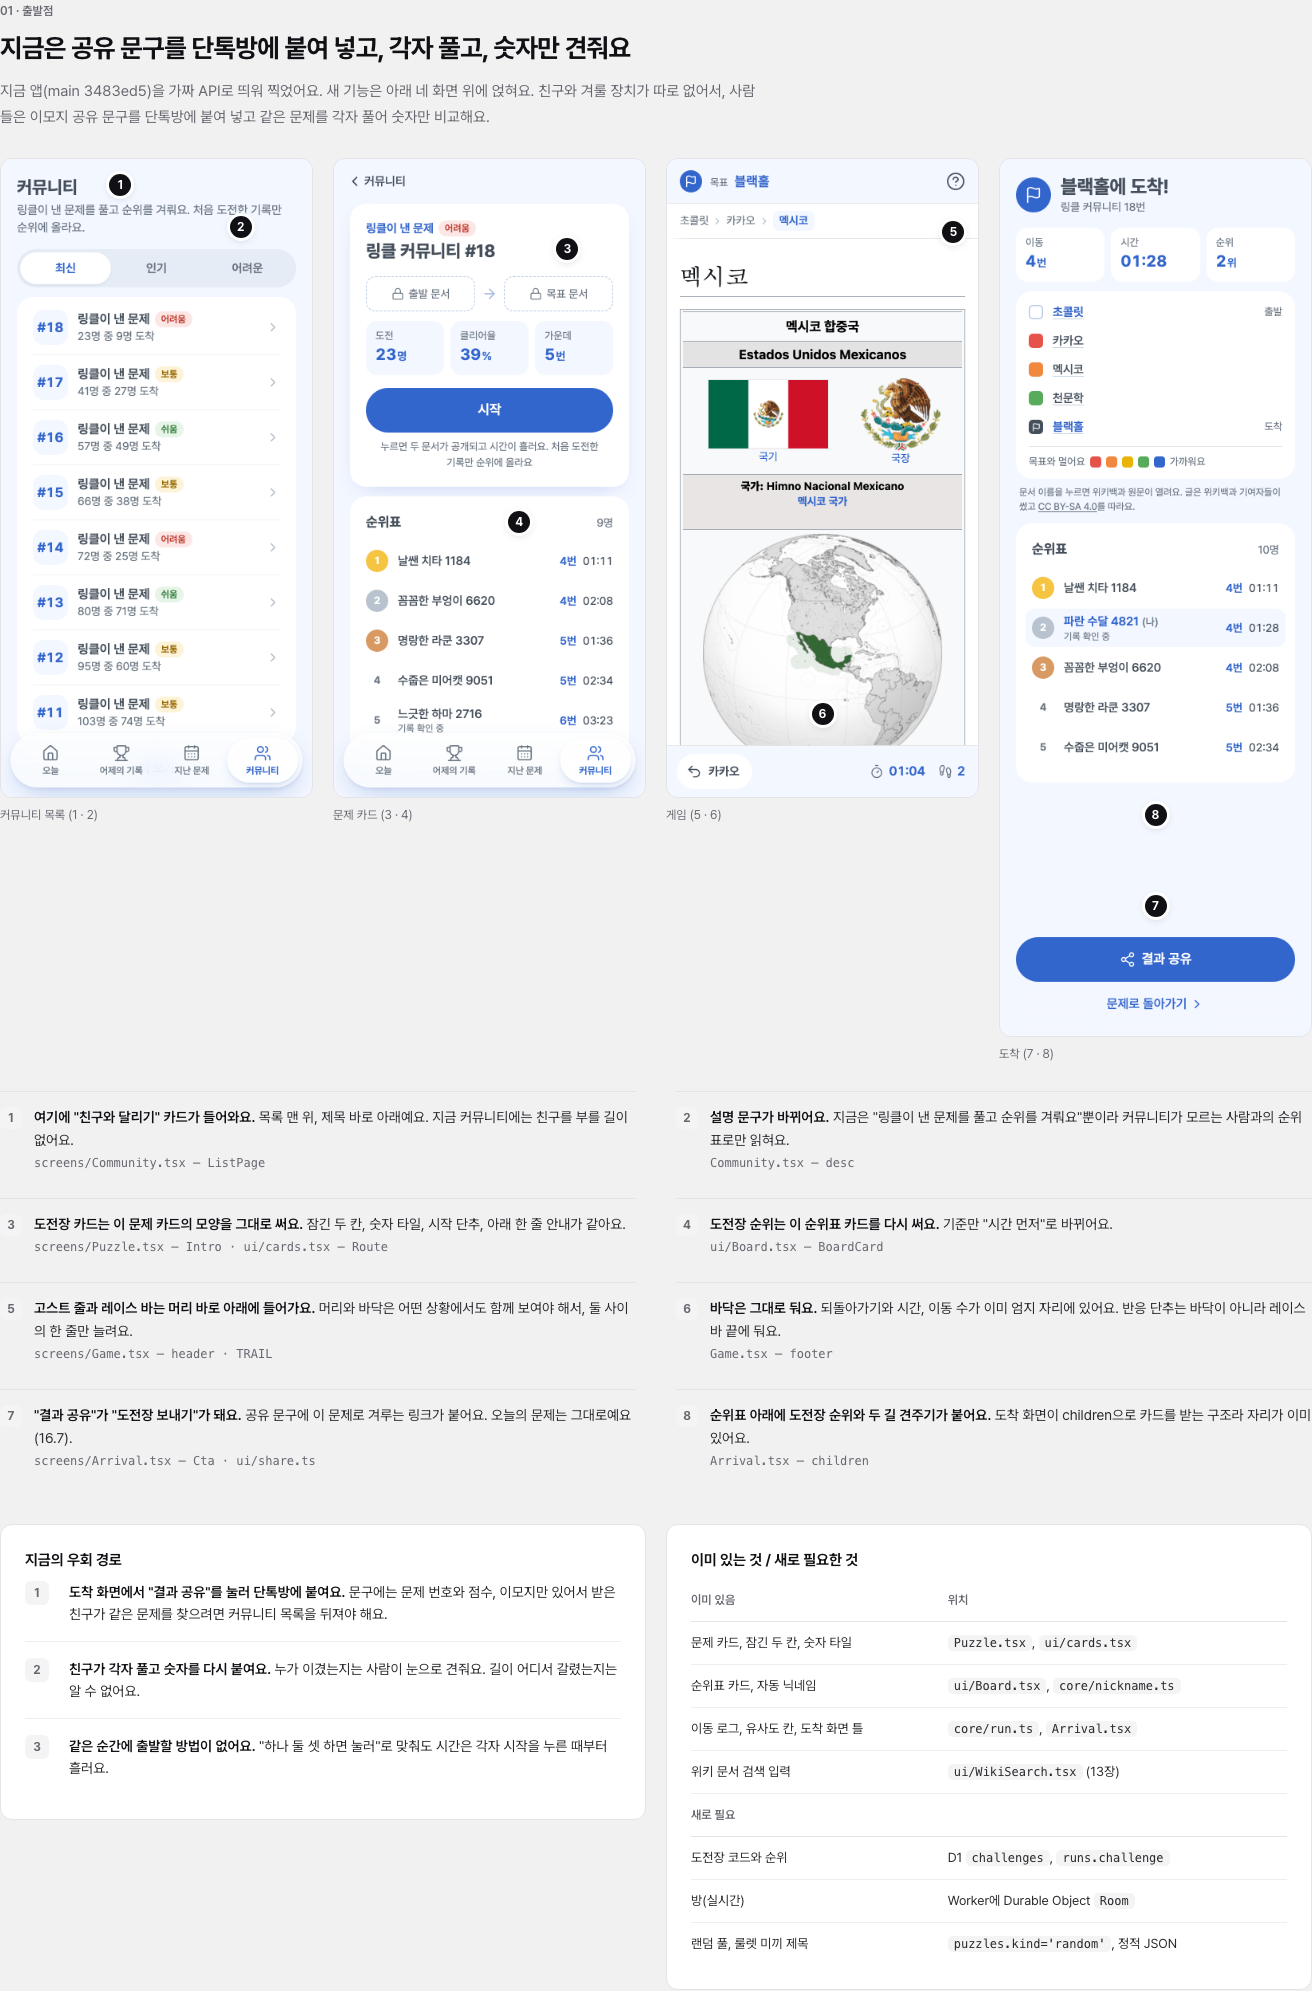 01 · 출발점
지금은 공유 문구를 단톡방에 붙여 넣고, 각자 풀고, 숫자만 견줘요
지금 앱(main 3483ed5)을 가짜 API로 띄워 찍었어요. 새 기능은 아래 네 화면 위에 얹혀요. 친구와 겨룰 장치가 따로 없어서, 사람
들은 이모지 공유 문구를 단톡방에 붙여 넣고 같은 문제를 각자 풀어 숫자만 비교해요.
커뮤니티
1
링클이 낸 문제를 풀고 순위를 겨뤄요. 처음 도전한 기록만
순위에 올라요.
2
최신
인기
어려운
#18
링클이 낸 문제 어려움
23명 중 9명 도착
#17
링클이 낸 문제 보통
41명 중 27명 도착
#16
링클이 낸 문제 쉬움
57명 중 49명 도착
#15
링클이 낸 문제 보통
66명 중 38명 도착
#14
링클이 낸 문제 어려움
72명 중 25명 도착
#13
링클이 낸 문제 쉬움
80명 중 71명 도착
#12
링클이 낸 문제 보통
95명 중 60명 도착
#11
링클이 낸 문제 보통
103명 중 74명 도착
오늘
어제의 기록
지난 문제
커뮤니티
커뮤니티 목록 (1 · 2)
커뮤니티
링클이 낸 문제 어려움
링클 커뮤니티 #18
3
출발 문서
목표 문서
도전
23명
클리어율
39%
가운데
5번
시작
누르면 두 문서가 공개되고 시간이 흘러요. 처음 도전한
기록만 순위에 올라요
순위표
4
9명
1 날쌘 치타 1184 4번 01:11
2 꼼꼼한 부엉이 6620 4번 02:08
3 명랑한 라쿤 3307 5번 01:36
4 수줍은 미어캣 9051 5번 02:34
5 느긋한 하마 2716 6번 03:23
기록 확인 중
오늘
어제의 기록
지난 문제
커뮤니티
문제 카드 (3 · 4)
목표 블랙홀
초콜릿 카카오 멕시코
5
멕시코
멕시코 합중국
Estados Unidos Mexicanos
국기
국장
국가: Himno Nacional Mexicano
멕시코 국가
6
카카오
01:04
2
게임 (5 · 6)
블랙홀에 도착!
링클 커뮤니티 18번
이동
4번
시간
01:28
순위
2위
초콜릿 출발
카카오
멕시코
천문학
블랙홀 도착
목표와 멀어요 가까워요
문서 이름을 누르면 위키백과 원문이 열려요. 글은 위키백과 기여자들이
썼고 CC BY-SA 4.0를 따라요.
순위표 10명
1 날쌘 치타 1184 4번 01:11
2 파란 수달 4821 (나) 4번 01:28
기록 확인 중
3 꼼꼼한 부엉이 6620 4번 02:08
4 명랑한 라쿤 3307 5번 01:36
5 수줍은 미어캣 9051 5번 02:34
8
7
결과 공유
문제로 돌아가기
도착 (7 · 8)
1 여기에 "친구와 달리기" 카드가 들어와요. 목록 맨 위, 제목 바로 아래예요. 지금 커뮤니티에는 친구를 부를 길이
없어요.
screens/Community.tsx — ListPage
2 설명 문구가 바뀌어요. 지금은 "링클이 낸 문제를 풀고 순위를 겨뤄요"뿐이라 커뮤니티가 모르는 사람과의 순위
표로만 읽혀요.
Community.tsx — desc
3 도전장 카드는 이 문제 카드의 모양을 그대로 써요. 잠긴 두 칸, 숫자 타일, 시작 단추, 아래 한 줄 안내가 같아요.
screens/Puzzle.tsx — Intro · ui/cards.tsx — Route
4 도전장 순위는 이 순위표 카드를 다시 써요. 기준만 "시간 먼저"로 바뀌어요.
ui/Board.tsx — BoardCard
5 고스트 줄과 레이스 바는 머리 바로 아래에 들어가요. 머리와 바닥은 어떤 상황에서도 함께 보여야 해서, 둘 사이
의 한 줄만 늘려요.
screens/Game.tsx — header · TRAIL
6 바닥은 그대로 둬요. 되돌아가기와 시간, 이동 수가 이미 엄지 자리에 있어요. 반응 단추는 바닥이 아니라 레이스
바 끝에 둬요.
Game.tsx — footer
7 "결과 공유"가 "도전장 보내기"가 돼요. 공유 문구에 이 문제로 겨루는 링크가 붙어요. 오늘의 문제는 그대로예요
(16.7).
screens/Arrival.tsx — Cta · ui/share.ts
8 순위표 아래에 도전장 순위와 두 길 견주기가 붙어요. 도착 화면이 children으로 카드를 받는 구조라 자리가 이미
있어요.
Arrival.tsx — children
지금의 우회 경로
1 도착 화면에서 "결과 공유"를 눌러 단톡방에 붙여요. 문구에는 문제 번호와 점수, 이모지만 있어서 받은
친구가 같은 문제를 찾으려면 커뮤니티 목록을 뒤져야 해요.
2 친구가 각자 풀고 숫자를 다시 붙여요. 누가 이겼는지는 사람이 눈으로 견줘요. 길이 어디서 갈렸는지는
알 수 없어요.
3 같은 순간에 출발할 방법이 없어요. "하나 둘 셋 하면 눌러"로 맞춰도 시간은 각자 시작을 누른 때부터
흘러요.
이미 있는 것 / 새로 필요한 것
이미 있음 위치
문제 카드, 잠긴 두 칸, 숫자 타일 Puzzle.tsx, ui/cards.tsx
순위표 카드, 자동 닉네임 ui/Board.tsx, core/nickname.ts
이동 로그, 유사도 칸, 도착 화면 틀 core/run.ts, Arrival.tsx
위키 문서 검색 입력 ui/WikiSearch.tsx (13장)
새로 필요
도전장 코드와 순위 D1 challenges, runs.challenge
방(실시간) Worker에 Durable Object Room
랜덤 풀, 룰렛 미끼 제목 puzzles.kind='random', 정적 JSON